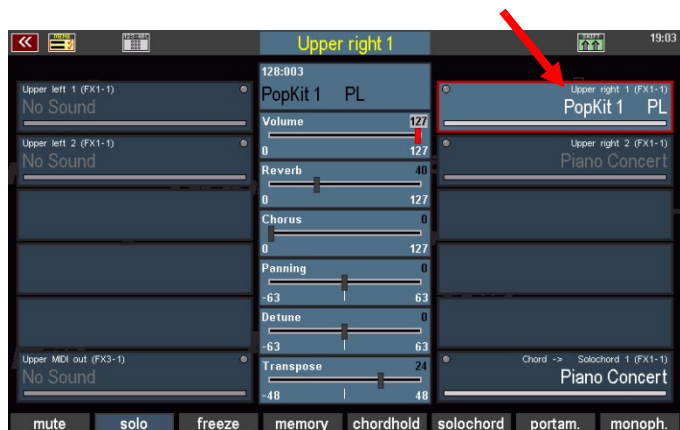 MENU
Upper right 1
SHIFT
19:03
Upper left 1 (FX1-1)
No Sound
Upper left 2 (FX1-1)
No Sound
Upper MIDI out (FX3-1)
No Sound
128:003
PopKit 1 PL
Volume 127
0 127
Reverb 40
0 127
Chorus 0
0 127
Panning 0
-63 63
Detune 0
-63 63
Transpose 24
-48 48
Upper right 1 (FX1-1)
PopKit 1 PL
Upper right 2 (FX1-1)
Piano Concert
Chord -> Solochord 1 (FX1-1)
Piano Concert
mute solo freeze memory chordhold solochord portam. monoph.